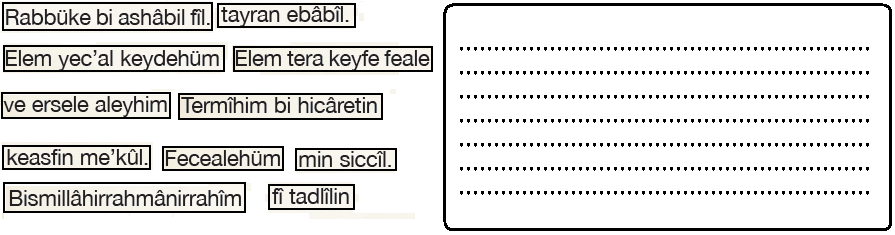 Rabbüke bi ashâbil fîl. tayran ebâbîl.
Elem yec’al keydehüm Elem tera keyfe feale
ve ersele aleyhim Termîhim bi hicâretin
keasfin me’kûl. Fecealehüm min siccîl.
Bismillâhirrahmânirrahîm fî tadlîlin